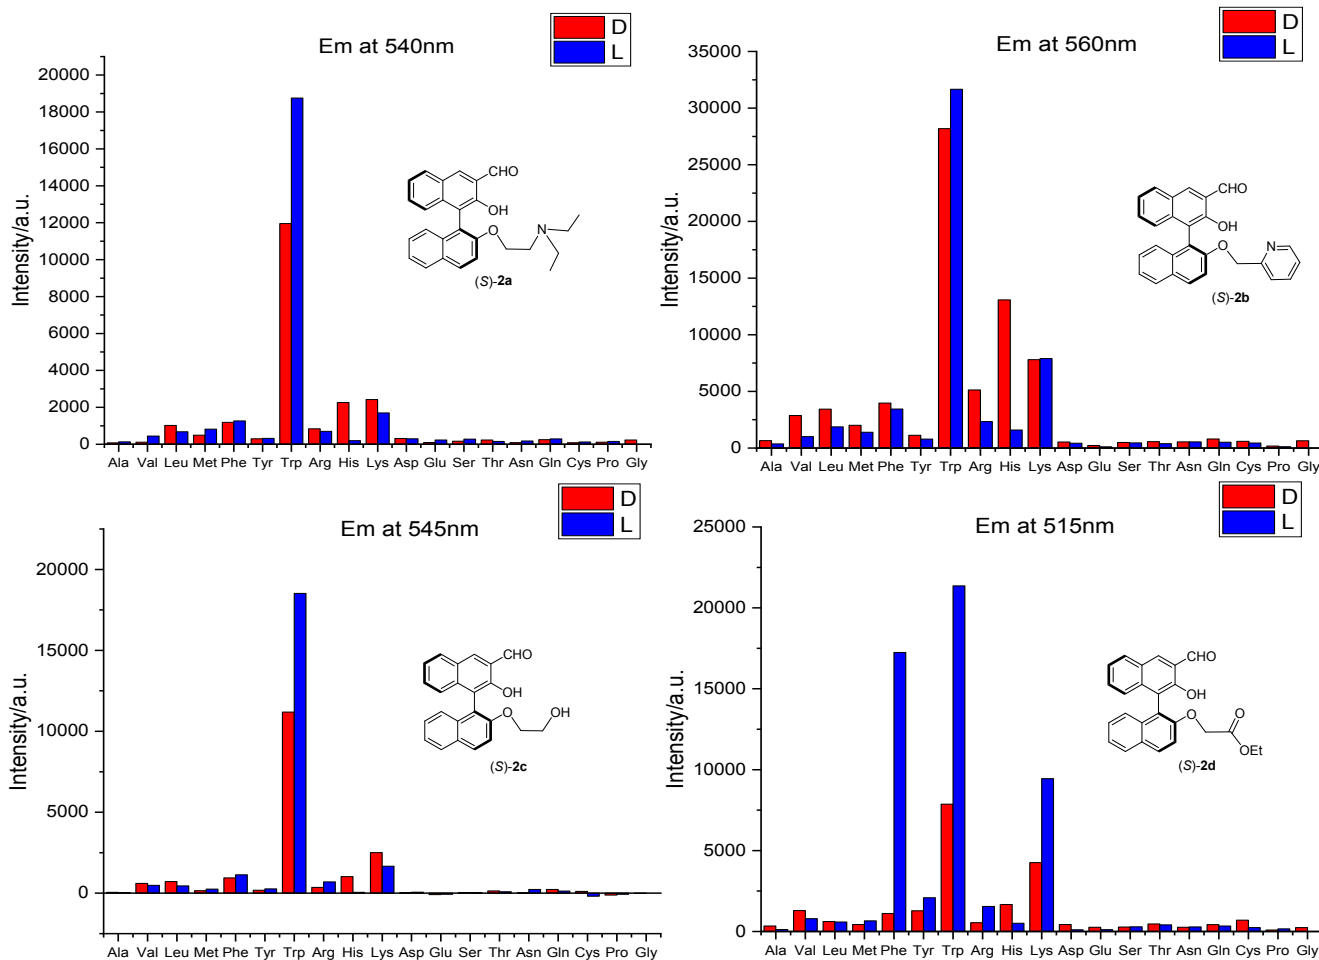 Em at 540nm
D
L
Intensity/a.u.
20000
18000
16000
14000
12000
10000
8000
6000
4000
2000
0
CHO
OH
O
N
(S)-2a
Ala Val Leu Met Phe Tyr Trp Arg His Lys Asp Glu Ser Thr Asn Gln Cys Pro Gly
Em at 560nm
D
L
Intensity/a.u.
35000
30000
25000
20000
15000
10000
5000
0
CHO
OH
O
N
(S)-2b
Ala Val Leu Met Phe Tyr Trp Arg His Lys Asp Glu Ser Thr Asn Gln Cys Pro Gly
Em at 545nm
D
L
Intensity/a.u.
20000
15000
10000
5000
0
CHO
OH
O
OH
(S)-2c
Ala Val Leu Met Phe Tyr Trp Arg His Lys Asp Glu Ser Thr Asn Gln Cys Pro Gly
Em at 515nm
D
L
Intensity/a.u.
25000
20000
15000
10000
5000
0
CHO
OH
O
O
OEt
(S)-2d
Ala Val Leu Met Phe Tyr Trp Arg His Lys Asp Glu Ser Thr Asn Gln Cys Pro Gly